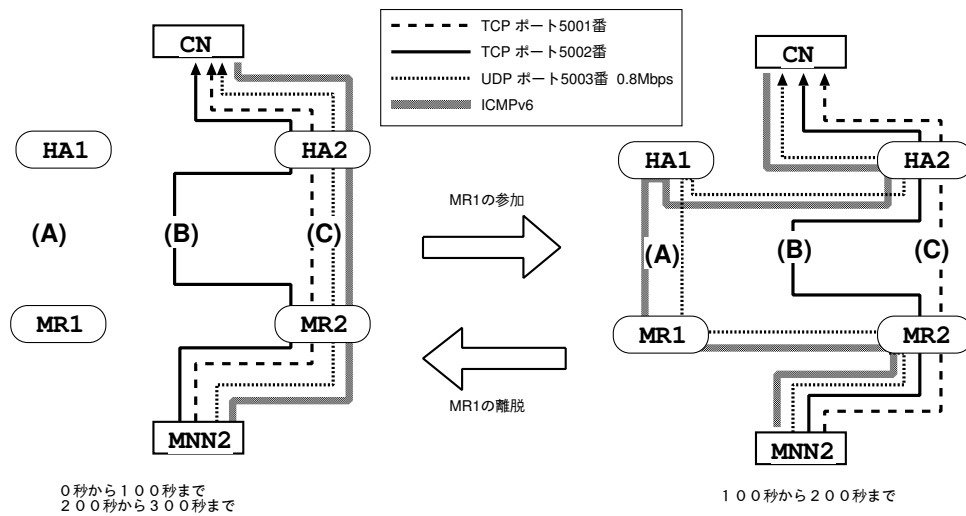 TCP ポート5001番
TCP ポート5002番
UDP ポート5003番 0.8Mbps
ICMPv6
CN
HA1
HA2
(A)
(B)
(C)
MR1
MR2
MNN2
0秒から100秒まで
200秒から300秒まで
MR1の参加
MR1の離脱
CN
HA1
HA2
(A)
(B)
(C)
MR1
MR2
MNN2
100秒から200秒まで